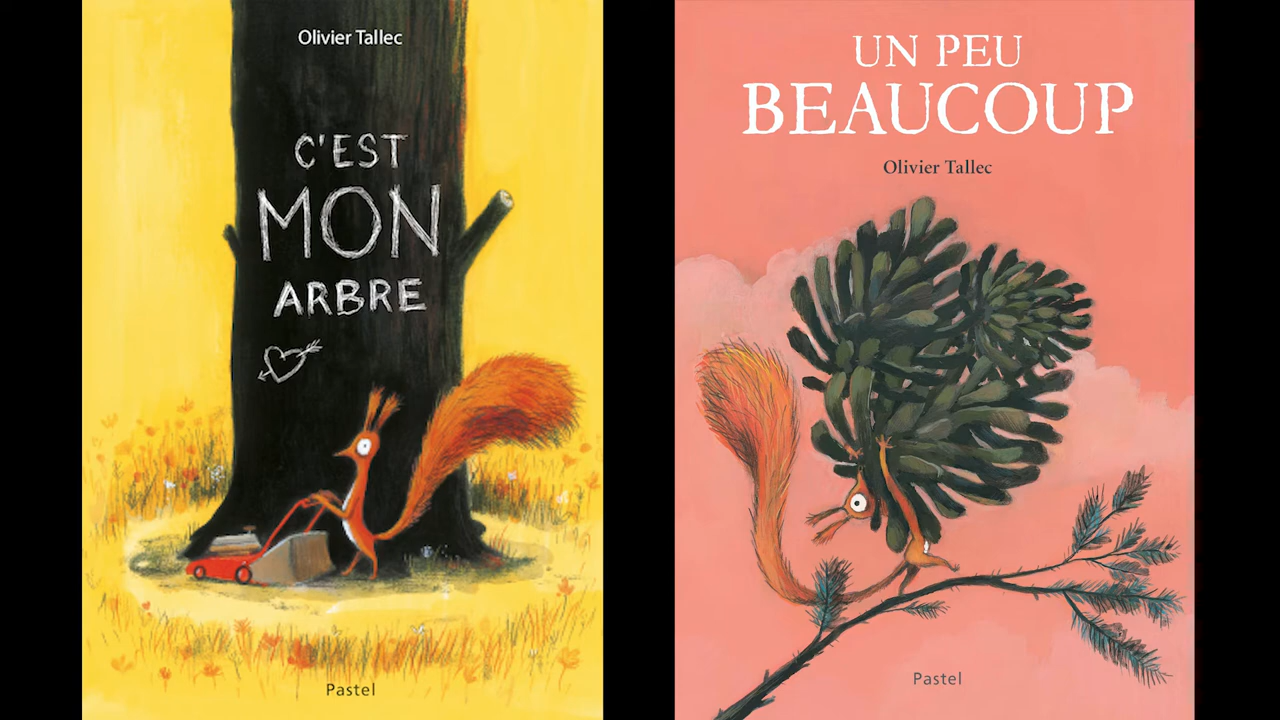 Olivier Tallec
C'EST
MON
ARBRE
Pastel
UN PEU
BEAUCOUP
Olivier Tallec
Pastel